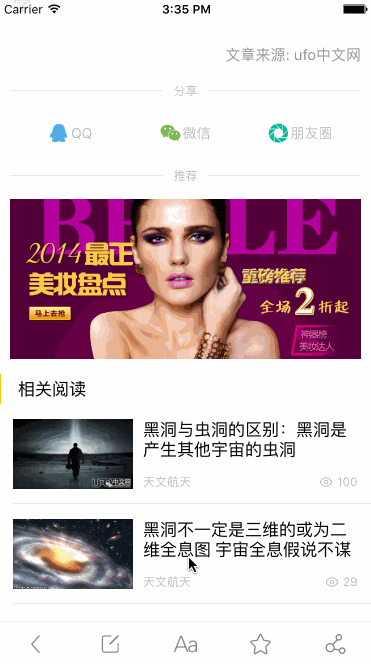 Carrier 3:35 PM
文章来源: ufo中文网
分享
QQ 微信 朋友圈
推荐
BELLE
2014最正
美妆盘点
马上去抢
重磅推荐
全场2折起
神器榜
美妆达人
相关阅读
黑洞与虫洞的区别：黑洞是
产生其他宇宙的虫洞
天文航天 100
黑洞不一定是三维的或为二
维全息图 宇宙全息假说不谋
天文航天 29
Aa